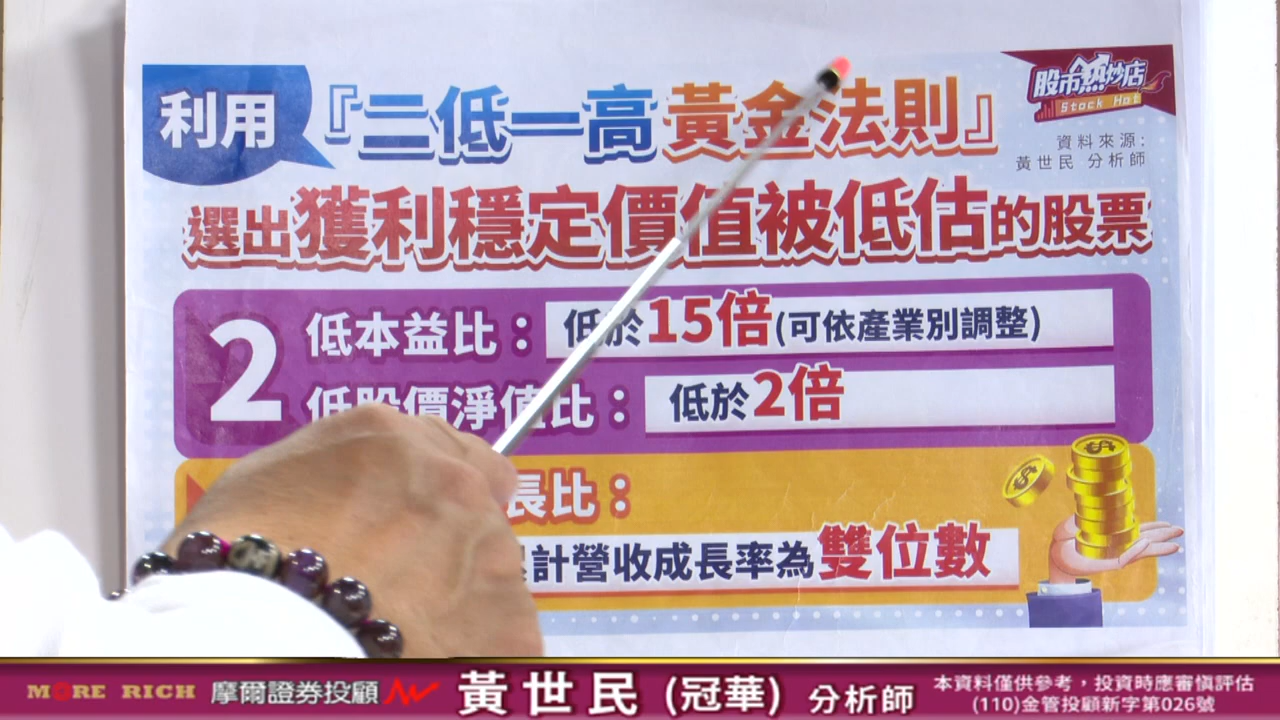 利用
『二低一高黃金法則』
股市熱炒店
Stock Hot
資料來源:
黃世民 分析師
選出獲利穩定價值被低估的股票
2
低本益比：低於15倍(可依產業別調整)
低股價淨值比：低於2倍
長比：
計營收成長率為雙位數
MORE RICH 摩爾證券投顧 黃世民(冠華) 分析師
本資料僅供參考，投資時應審慎評估
(110)金管投顧新字第026號